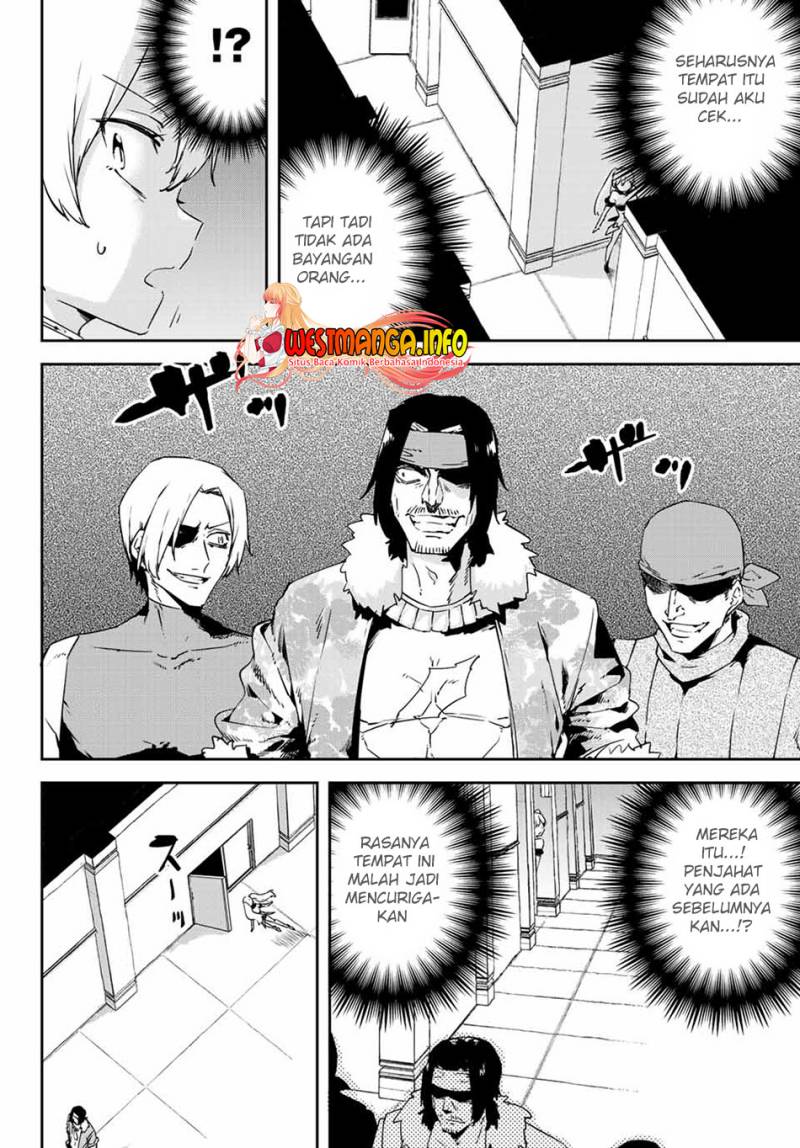 SEHARUSNYA
TEMPAT ITU
SUDAH AKU
CEK...
TAPI TADI
TIDAK ADA
BAYANGAN
ORANG...
!?
WESTMANGA.INFO
Situs Baca Komik Berbahasa Indonesia
ザッ
ザッ
MEREKA
ITU...!
PENJAHAT
YANG ADA
SEBELUMNYA
KAN...!?
RASANYA
TEMPAT INI
MALAH JADI
MENCURIGA-
KAN
スーッ